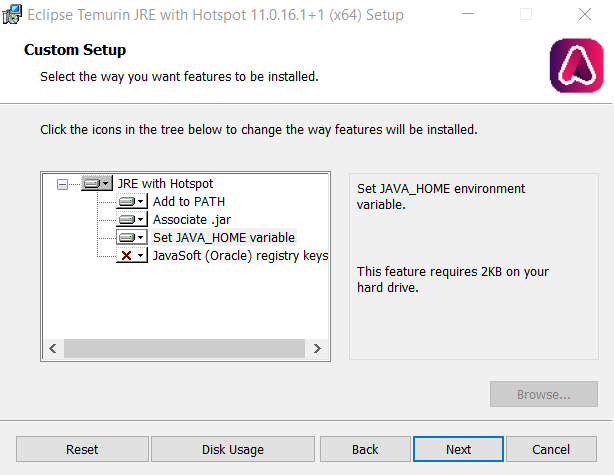 Eclipse Temurin JRE with Hotspot 11.0.16.1+1 (x64) Setup
Custom Setup
Select the way you want features to be installed.
Click the icons in the tree below to change the way features will be installed.
JRE with Hotspot
Add to PATH
Associate .jar
Set JAVA_HOME variable
JavaSoft (Oracle) registry keys
Set JAVA_HOME environment
variable.
This feature requires 2KB on your
hard drive.
Browse...
Reset
Disk Usage
Back
Next
Cancel